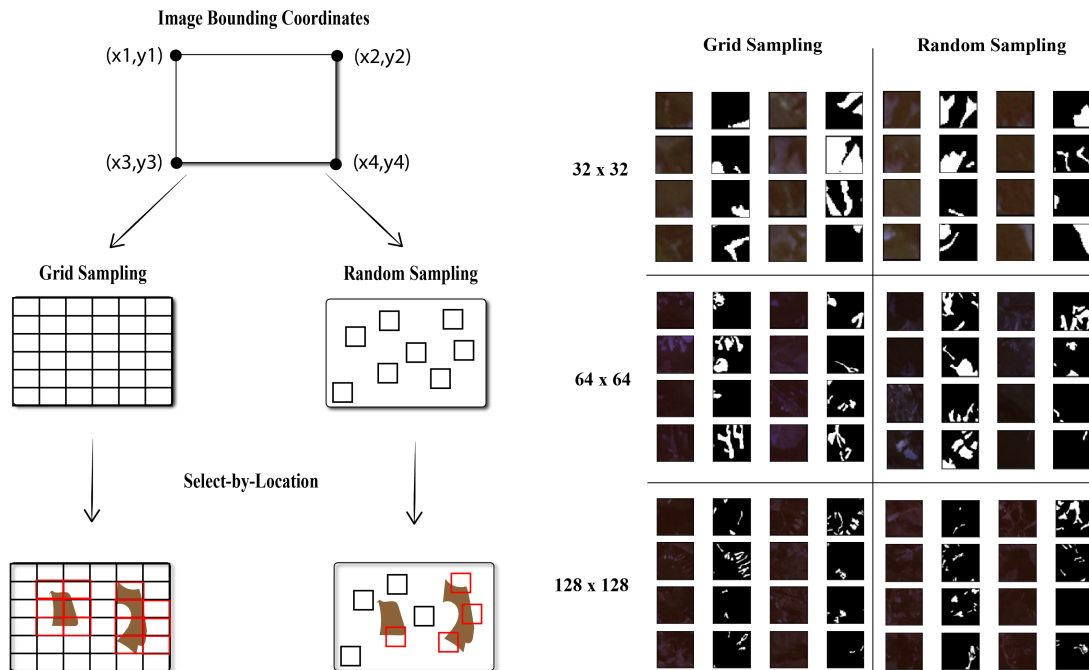 Image Bounding Coordinates
(x1,y1)
(x2,y2)
(x3,y3)
(x4,y4)
Grid Sampling
Random Sampling
Select-by-Location
Grid Sampling
Random Sampling
32 x 32
64 x 64
128 x 128